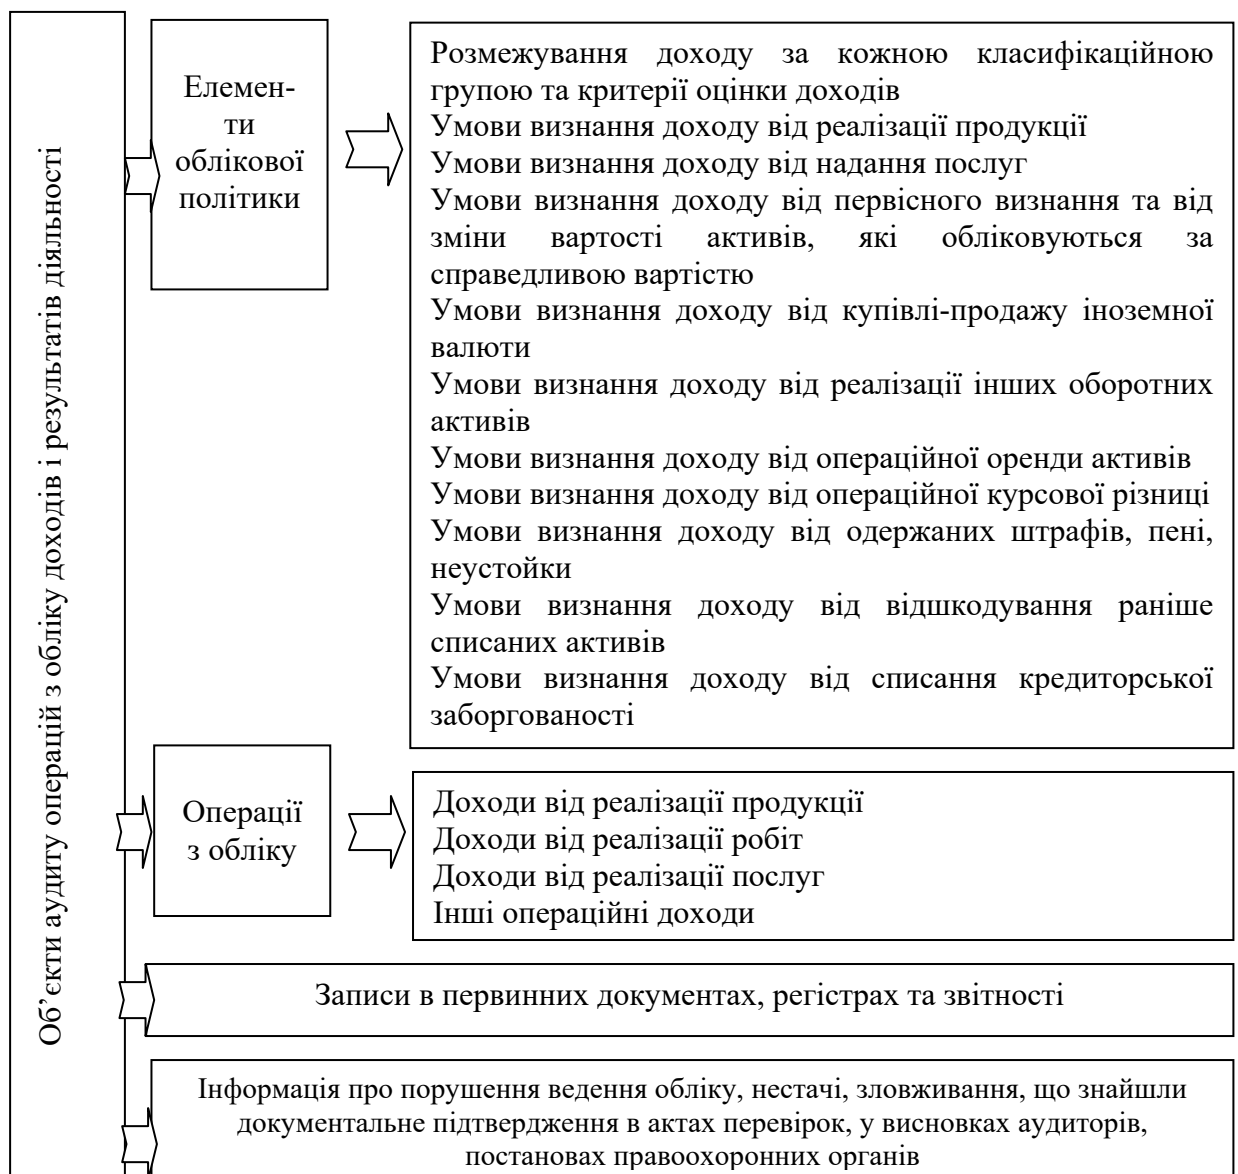 Об’єкти аудиту операцій з обліку доходів і результатів діяльності
Елемен-
ти
облікової
політики
Розмежування доходу за кожною класифікаційною
групою та критерії оцінки доходів
Умови визнання доходу від реалізації продукції
Умови визнання доходу від надання послуг
Умови визнання доходу від первісного визнання та від
зміни вартості активів, які обліковуються за
справедливою вартістю
Умови визнання доходу від купівлі-продажу іноземної
валюти
Умови визнання доходу від реалізації інших оборотних
активів
Умови визнання доходу від операційної оренди активів
Умови визнання доходу від операційної курсової різниці
Умови визнання доходу від одержаних штрафів, пені,
неустойки
Умови визнання доходу від відшкодування раніше
списаних активів
Умови визнання доходу від списання кредиторської
заборгованості
Операції
з обліку
Доходи від реалізації продукції
Доходи від реалізації робіт
Доходи від реалізації послуг
Інші операційні доходи
Записи в первинних документах, регістрах та звітності
Інформація про порушення ведення обліку, нестачі, зловживання, що знайшли
документальне підтвердження в актах перевірок, у висновках аудиторів,
постановах правоохоронних органів